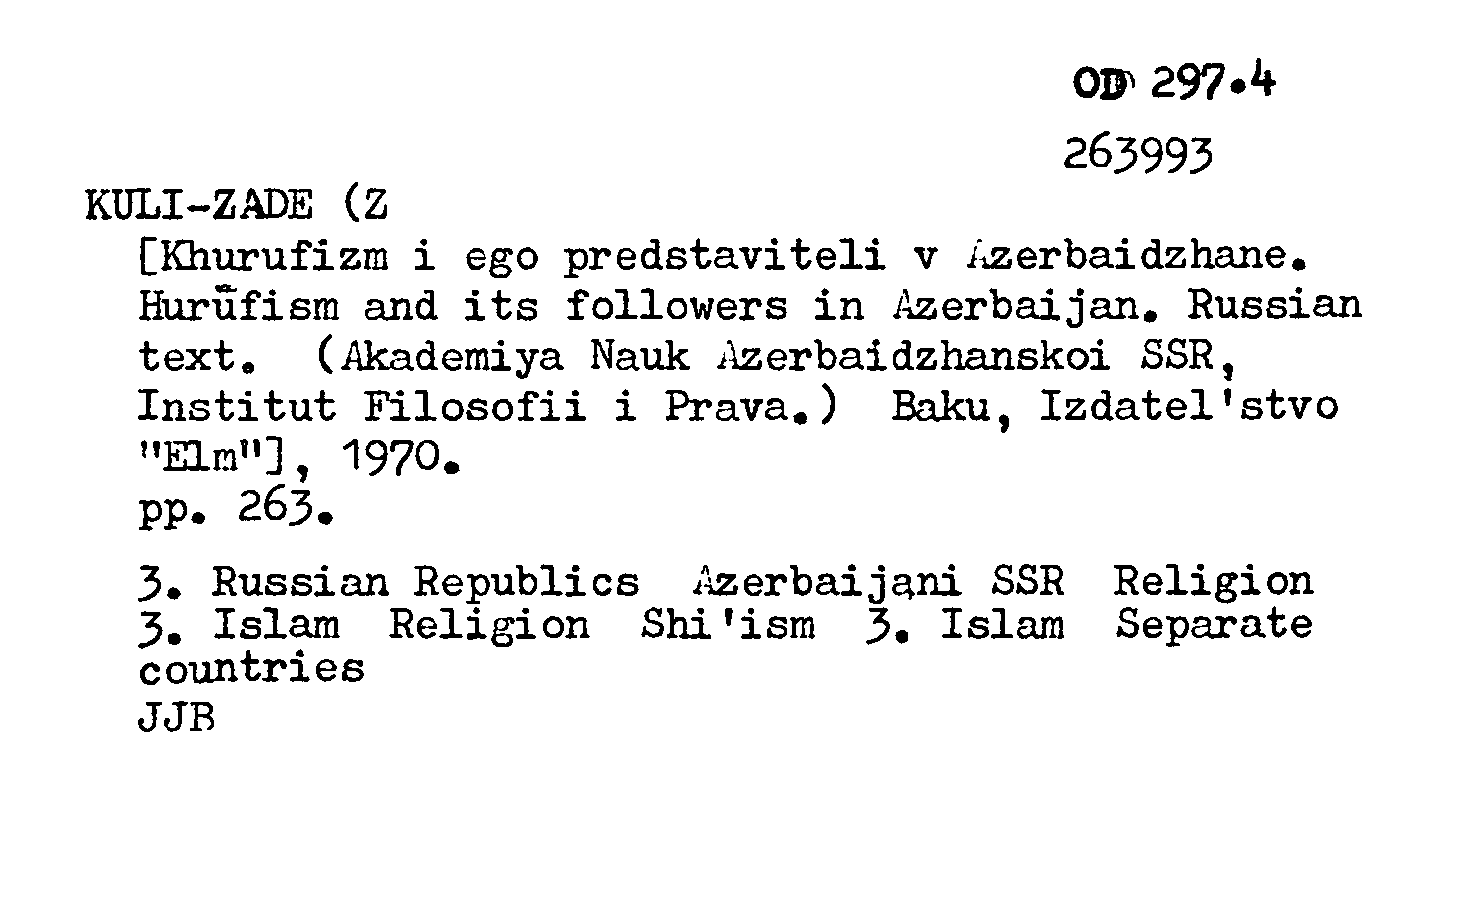 OD 297.4
263993
KULI-ZADE (Z
[Khurufizm i ego predstaviteli v Azerbaidzhane.
Hurūfism and its followers in Azerbaijan. Russian
text. (Akademiya Nauk Azerbaidzhanskoi SSR,
Institut Filosofii i Prava.) Baku, Izdatel'stvo
"Elm"], 1970.
pp. 263.
3. Russian Republics Azerbaijani SSR Religion
3. Islam Religion Shi'ism 3. Islam Separate
countries
JJB